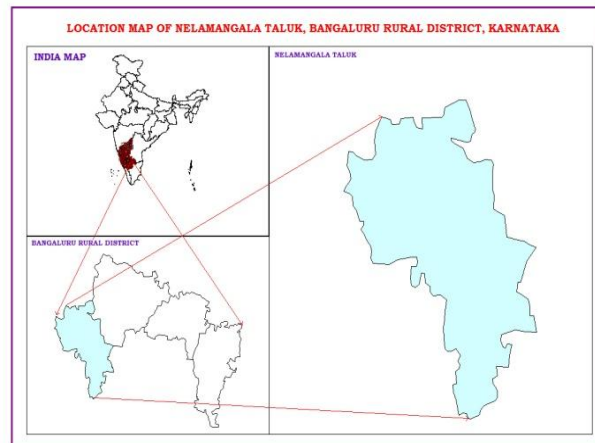 LOCATION MAP OF NELAMANGALA TALUK, BANGALURU RURAL DISTRICT, KARNATAKA
INDIA MAP
NELAMANGALA TALUK
BANGALURU RURAL DISTRICT